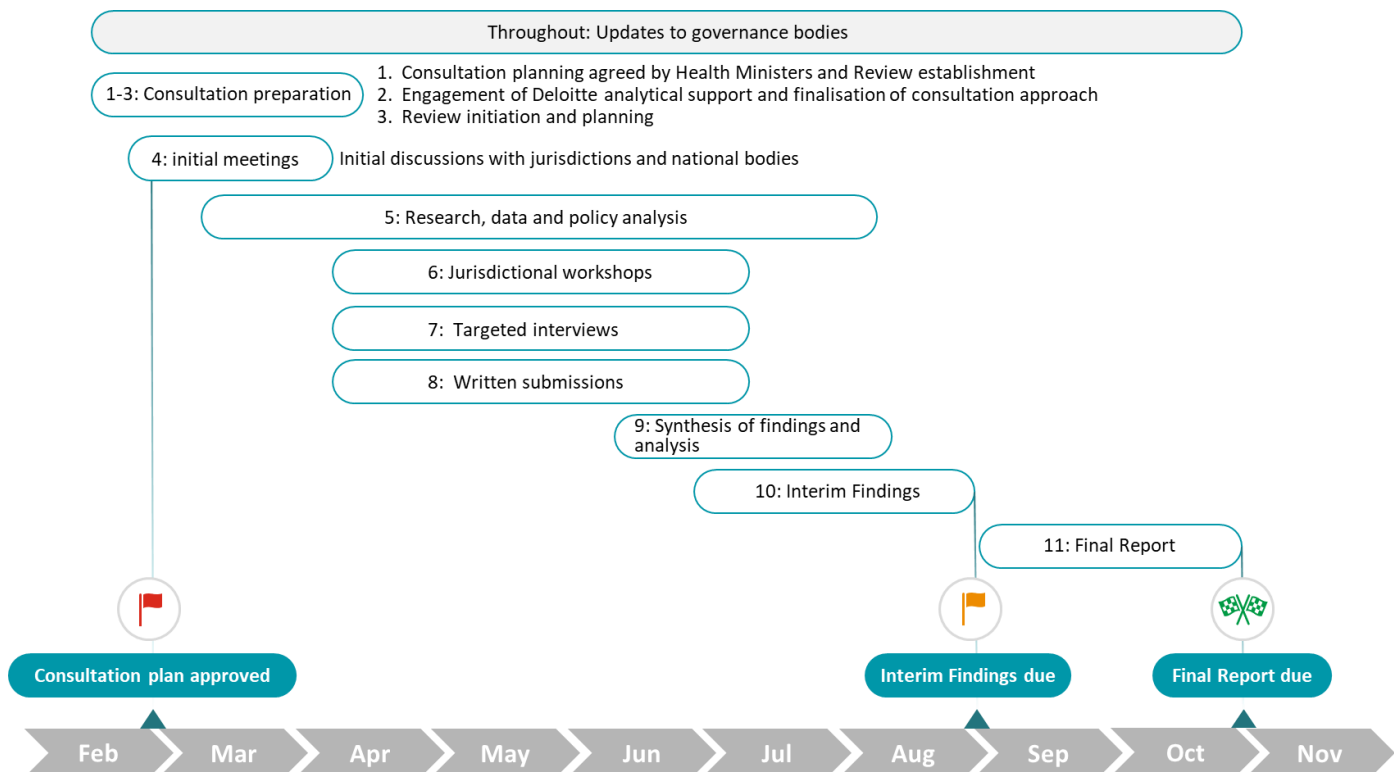 Throughout: Updates to governance bodies
1-3: Consultation preparation
1. Consultation planning agreed by Health Ministers and Review establishment
2. Engagement of Deloitte analytical support and finalisation of consultation approach
3. Review initiation and planning
4: initial meetings
Initial discussions with jurisdictions and national bodies
5: Research, data and policy analysis
6: Jurisdictional workshops
7: Targeted interviews
8: Written submissions
9: Synthesis of findings and
analysis
10: Interim Findings
11: Final Report
Consultation plan approved
Interim Findings due
Final Report due
Feb
Mar
Apr
May
Jun
Jul
Aug
Sep
Oct
Nov